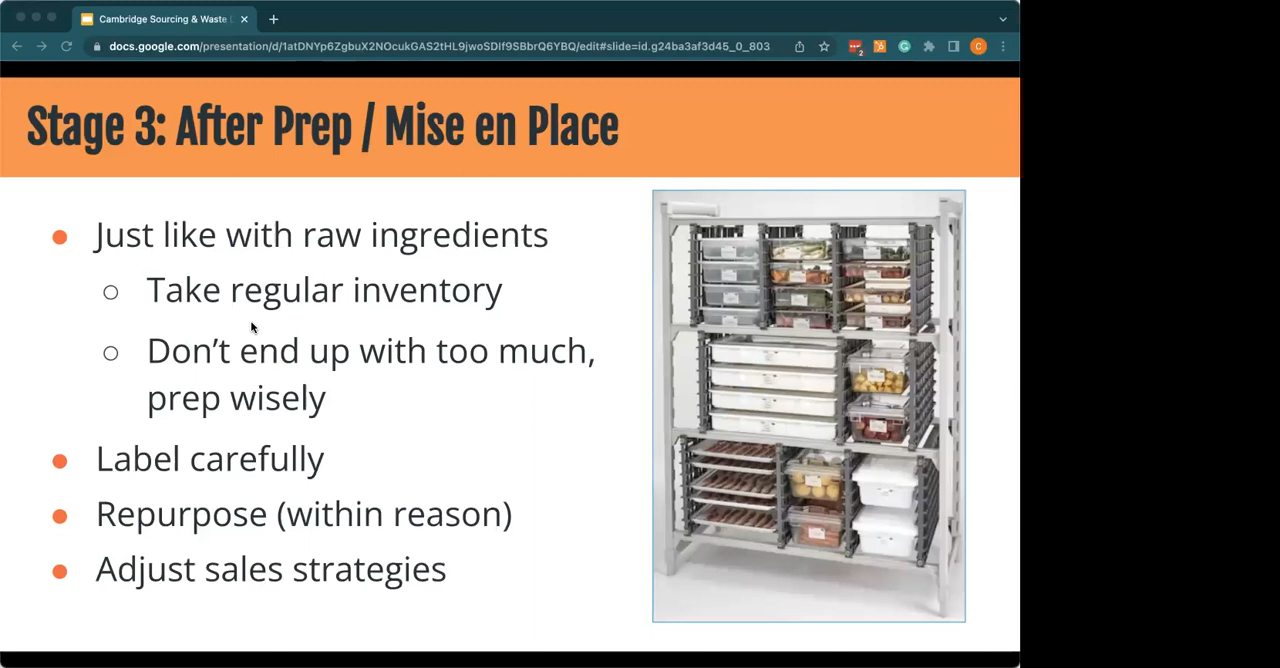 Cambridge Sourcing & Waste
docs.google.com/presentation/d/1atDNYp6ZgbuX2NOcukGAS2tHL9jwoSDlf9SBbrQ6YBQ/edit#slide=id.g24ba3af3d45_0_803
2
C
Stage 3: After Prep / Mise en Place
Just like with raw ingredients
Take regular inventory
Don’t end up with too much,
prep wisely
Label carefully
Repurpose (within reason)
Adjust sales strategies